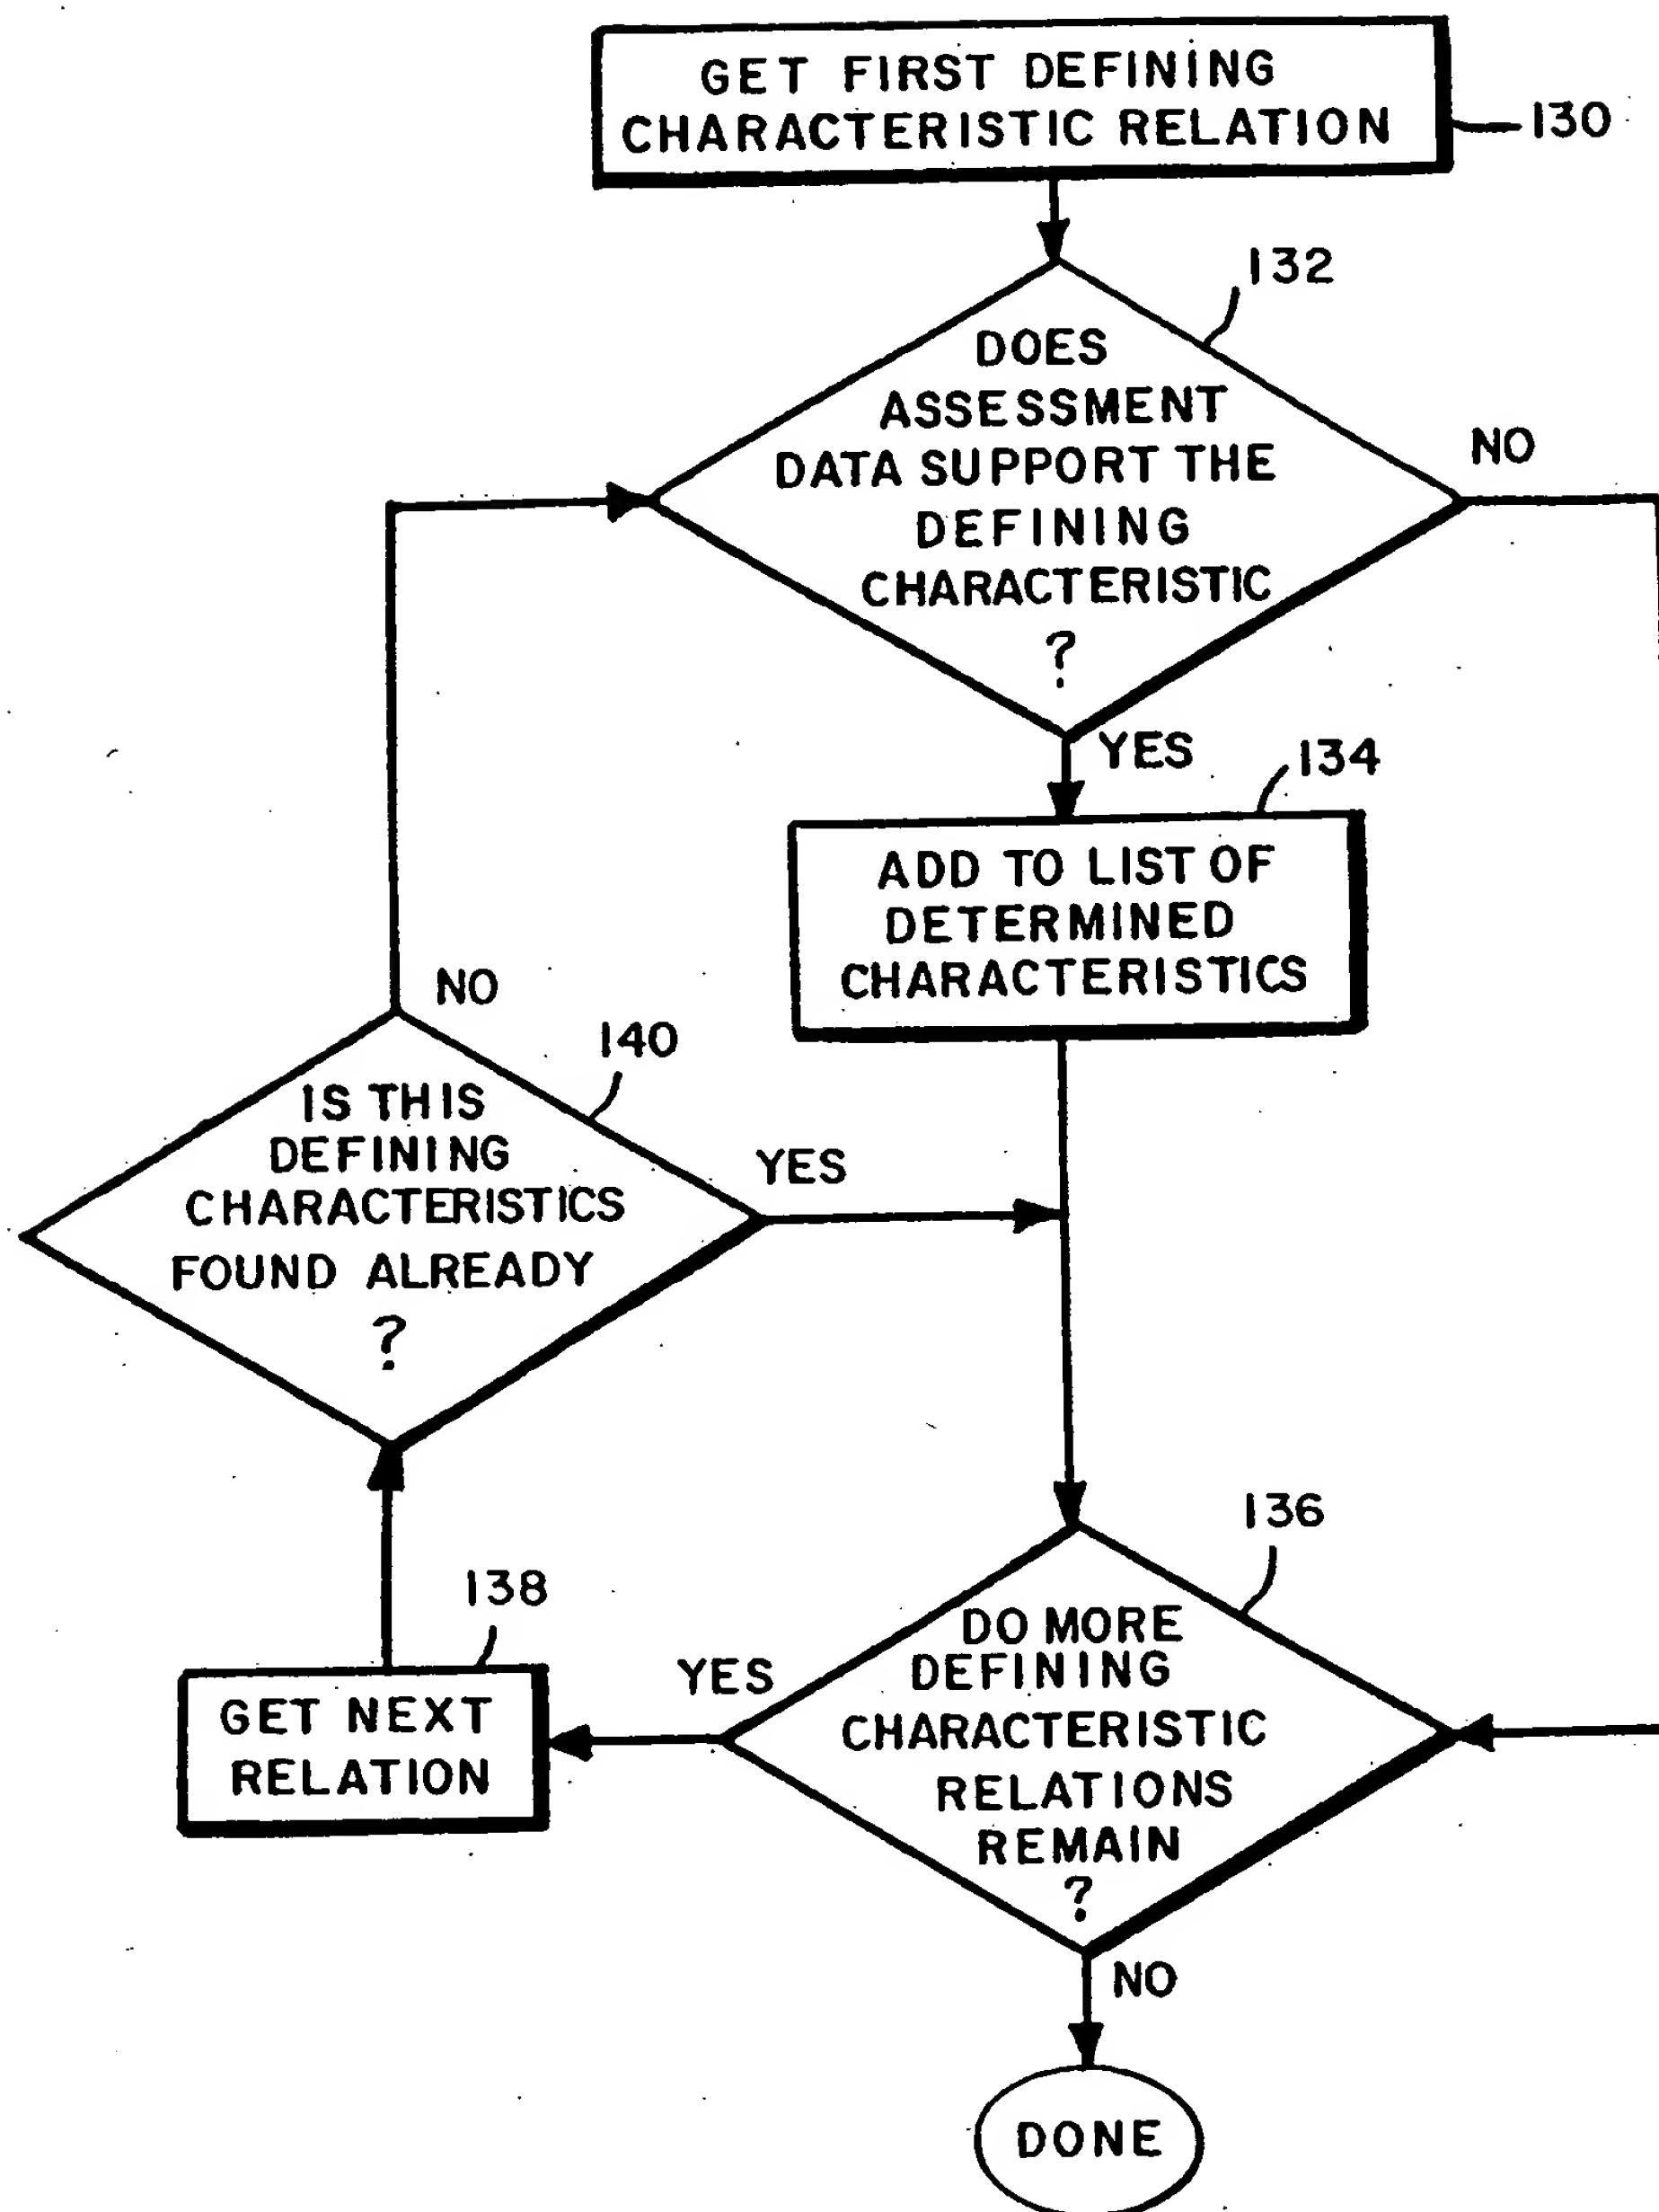 GET FIRST DEFINING
CHARACTERISTIC RELATION
130
132
DOES
ASSESSMENT
DATA SUPPORT THE
DEFINING
CHARACTERISTIC
?
NO
YES
134
ADD TO LIST OF
DETERMINED
CHARACTERISTICS
NO
140
IS THIS
DEFINING
CHARACTERISTICS
FOUND ALREADY
?
YES
136
DO MORE
DEFINING
CHARACTERISTIC
RELATIONS
REMAIN
?
YES
138
GET NEXT
RELATION
NO
DONE